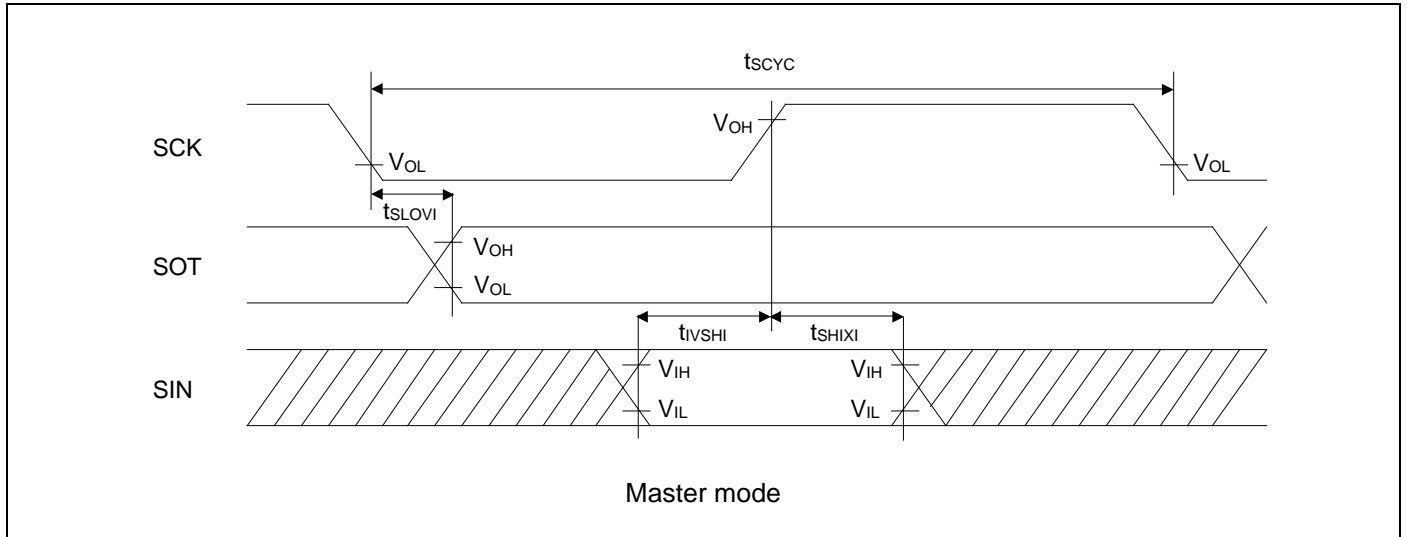 tSCYC
SCK
VOH
VOL
VOL
tSLOVI
SOT
VOH
VOL
tIVSHI
tSHIXI
SIN
VIH
VIH
VIL
VIL
Master mode